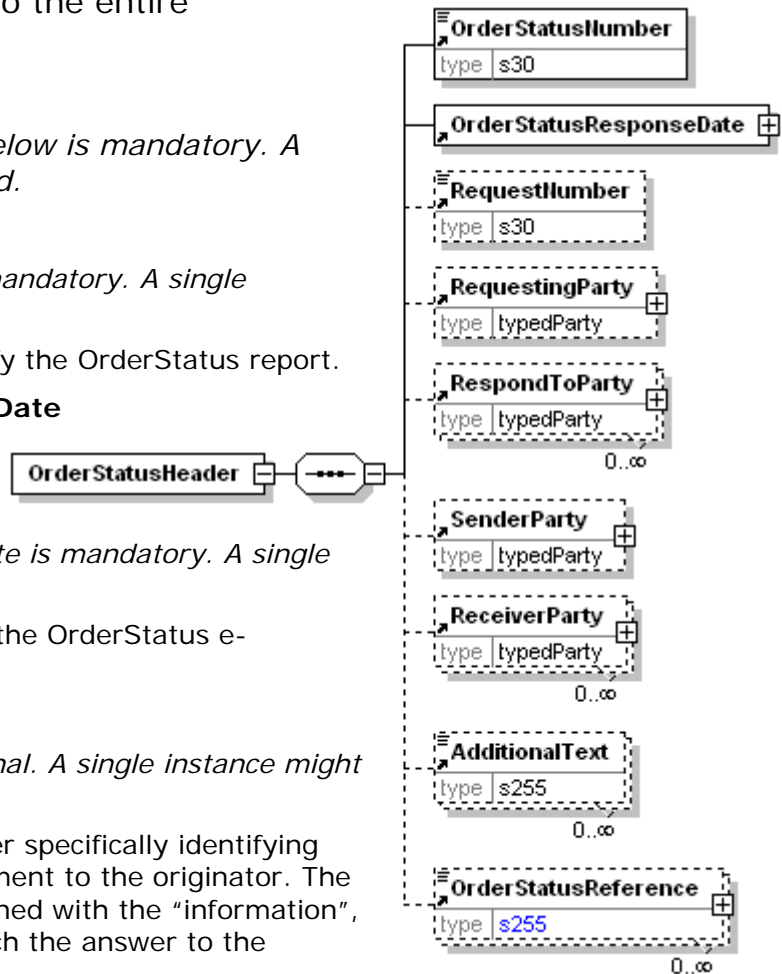 o the entire
elow is mandatory. A
d.
mandatory. A single
fy the OrderStatus report.
Date
te is mandatory. A single
the OrderStatus e-
nal. A single instance might
er specifically identifying
ment to the originator. The
ned with the “information”,
ch the answer to the
OrderStatusHeader
OrderStatusNumber
type s30
OrderStatusResponseDate
RequestNumber
type s30
RequestingParty
type typedParty
RespondToParty
type typedParty
0..∞
SenderParty
type typedParty
ReceiverParty
type typedParty
0..∞
AdditionalText
type s255
0..∞
OrderStatusReference
type s255
0..∞